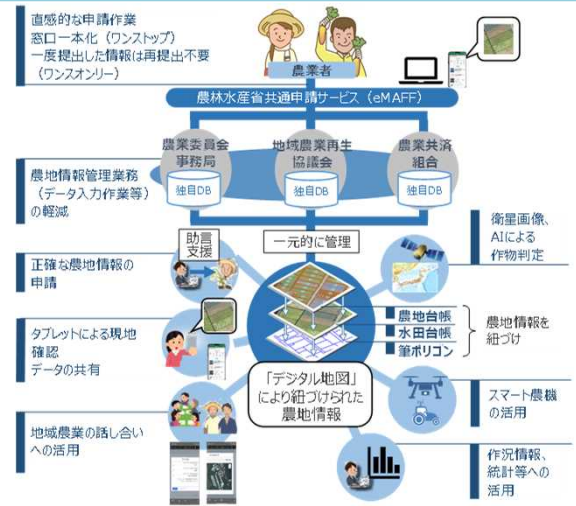 直感的な申請作業
窓口一本化（ワンストップ）
一度提出した情報は再提出不要
（ワンスオンリー）
農業者
農林水産省共通申請サービス（eMAFF）
農業委員会
事務局
地域農業再生
協議会
農業共済
組合
独自DB
独自DB
独自DB
農地情報管理業務
（データ入力作業等）
の軽減
助言
支援
一元的に管理
衛星画像、
AIによる
作物判定
正確な農地情報の
申請
農地台帳
水田台帳
筆ポリゴン
農地情報を
紐づけ
タブレットによる現地
確認
データの共有
「デジタル地図」
により紐づけられた
農地情報
スマート農機
の活用
地域農業の話し合い
への活用
作況情報、
統計等への
活用